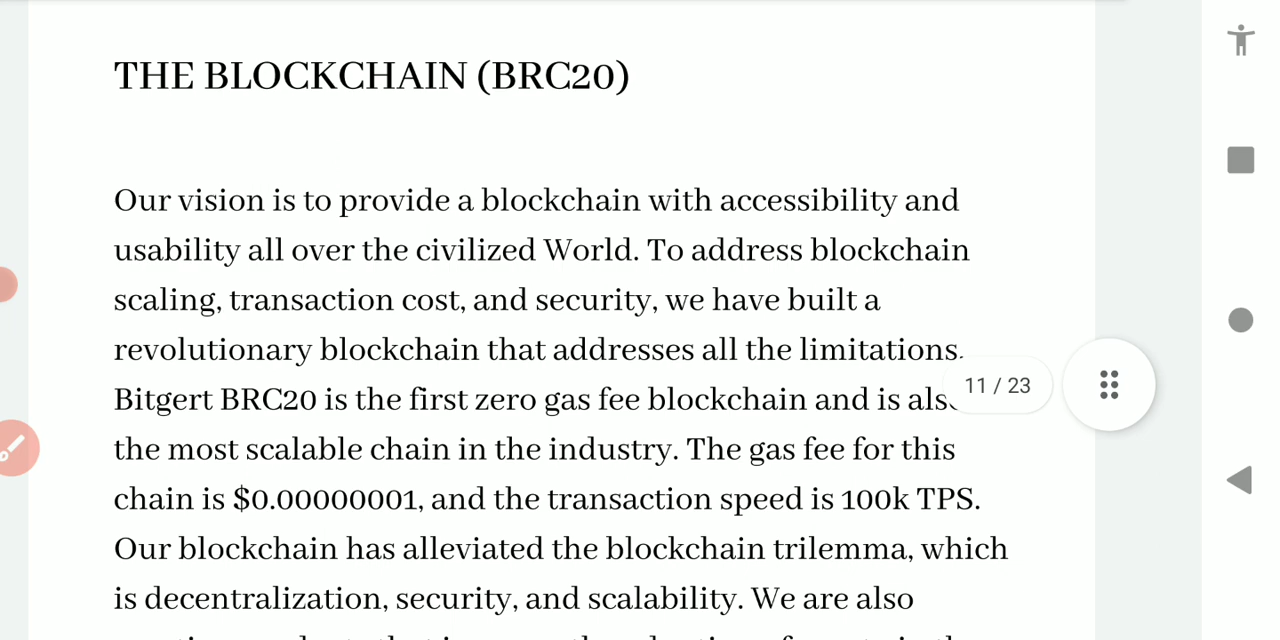 THE BLOCKCHAIN (BRC20)
Our vision is to provide a blockchain with accessibility and
usability all over the civilized World. To address blockchain
scaling, transaction cost, and security, we have built a
revolutionary blockchain that addresses all the limitations.
Bitgert BRC20 is the first zero gas fee blockchain and is also
11 / 23
the most scalable chain in the industry. The gas fee for this
chain is $0.00000001, and the transaction speed is 100k TPS.
Our blockchain has alleviated the blockchain trilemma, which
is decentralization, security, and scalability. We are also